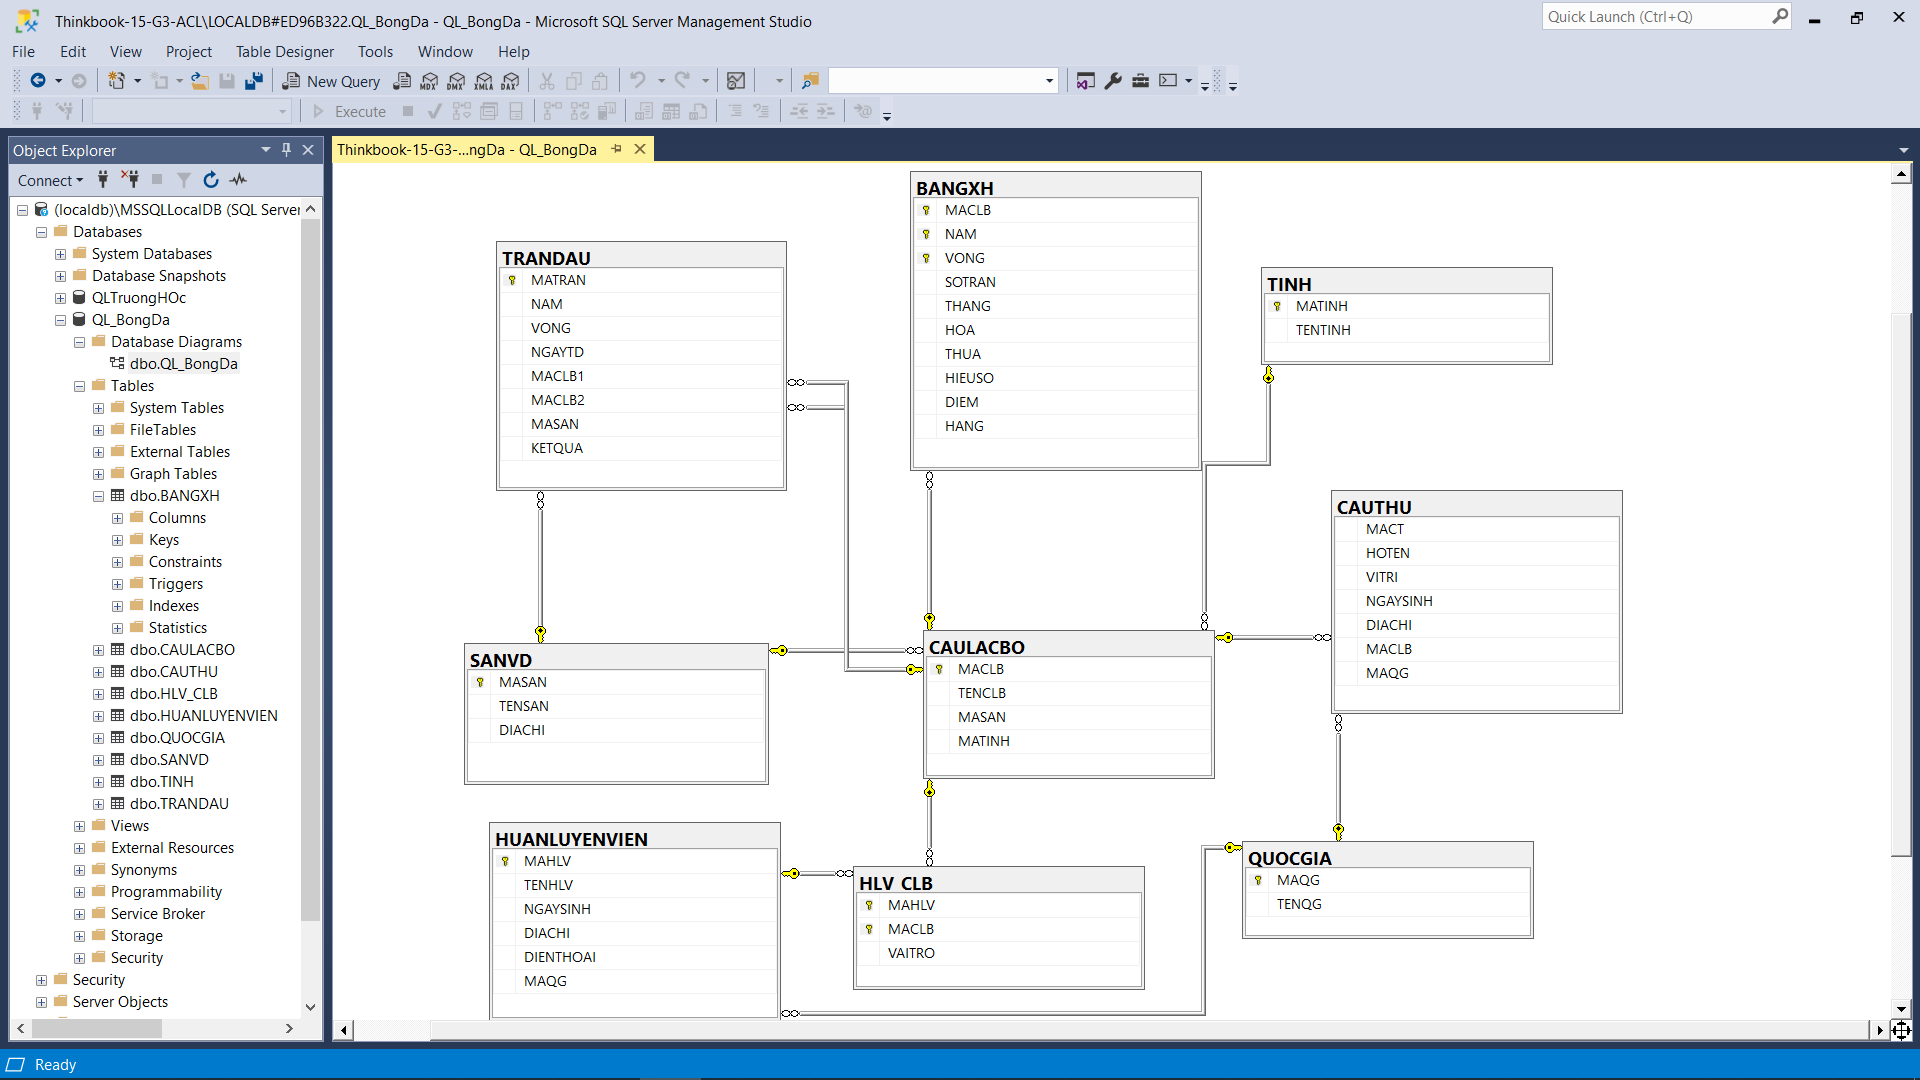 Thinkbook-15-G3-ACL\LOCALDB#ED96B322.QL_BongDa - QL_BongDa - Microsoft SQL Server Management Studio
Quick Launch (Ctrl+Q)
File Edit View Project Table Designer Tools Window Help
New Query
MDX
DMX
XMLA
DAX
Execute
Object Explorer
Connect
(localdb)\MSSQLLocalDB (SQL Server
Databases
System Databases
Database Snapshots
QLTruongHOc
QL_BongDa
Database Diagrams
dbo.QL_BongDa
Tables
System Tables
FileTables
External Tables
Graph Tables
dbo.BANGXH
Columns
Keys
Constraints
Triggers
Indexes
Statistics
dbo.CAULACBO
dbo.CAUTHU
dbo.HLV_CLB
dbo.HUANLUYENVIEN
dbo.QUOCGIA
dbo.SANVD
dbo.TINH
dbo.TRANDAU
Views
External Resources
Synonyms
Programmability
Service Broker
Storage
Security
Security
Server Objects
Thinkbook-15-G3-...ngDa - QL_BongDa
TRANDAU
MATRAN
NAM
VONG
NGAYTD
MACLB1
MACLB2
MASAN
KETQUA
BANGXH
MACLB
NAM
VONG
SOTRAN
THANG
HOA
THUA
HIEUSO
DIEM
HANG
TINH
MATINH
TENTINH
CAUTHU
MACT
HOTEN
VITRI
NGAYSINH
DIACHI
MACLB
MAQG
SANVD
MASAN
TENSAN
DIACHI
CAULACBO
MACLB
TENCLB
MASAN
MATINH
HUANLUYENVIEN
MAHLV
TENHLV
NGAYSINH
DIACHI
DIENTHOAI
MAQG
HLV_CLB
MAHLV
MACLB
VAITRO
QUOCGIA
MAQG
TENQG
Ready